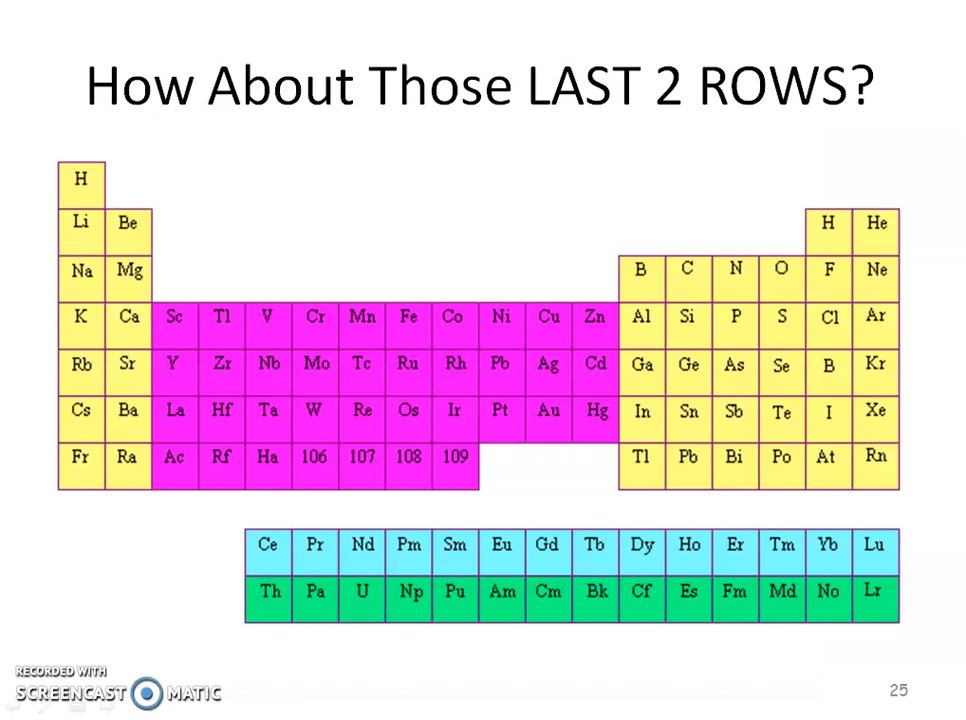 How About Those LAST 2 ROWS?
H
Li Be H He
Na Mg B C N O F Ne
K Ca Sc Tl V Cr Mn Fe Co Ni Cu Zn Al Si P S Cl Ar
Rb Sr Y Zr Nb Mo Tc Ru Rh Pb Ag Cd Ga Ge As Se B Kr
Cs Ba La Hf Ta W Re Os Ir Pt Au Hg In Sn Sb Te I Xe
Fr Ra Ac Rf Ha 106 107 108 109 Tl Pb Bi Po At Rn
Ce Pr Nd Pm Sm Eu Gd Tb Dy Ho Er Tm Yb Lu
Th Pa U Np Pu Am Cm Bk Cf Es Fm Md No Lr
RECORDED WITH
SCREENCAST MATIC
25